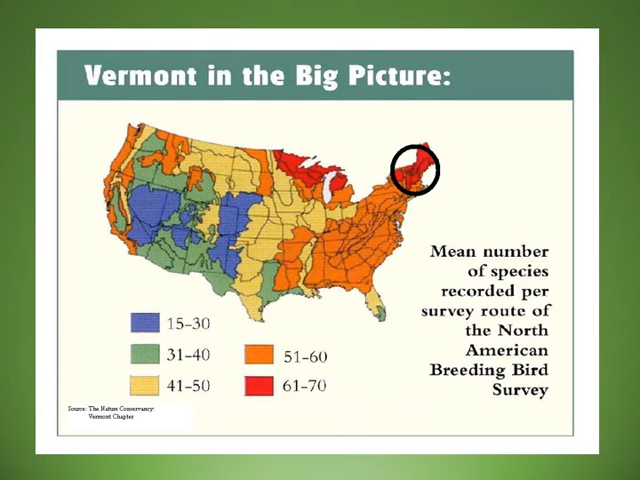 Vermont in the Big Picture:
Mean number
of species
recorded per
survey route of
the North
American
Breeding Bird
Survey
15-30
31-40
41-50
51-60
61-70
Source: The Nature Conservancy:
Vermont Chapter